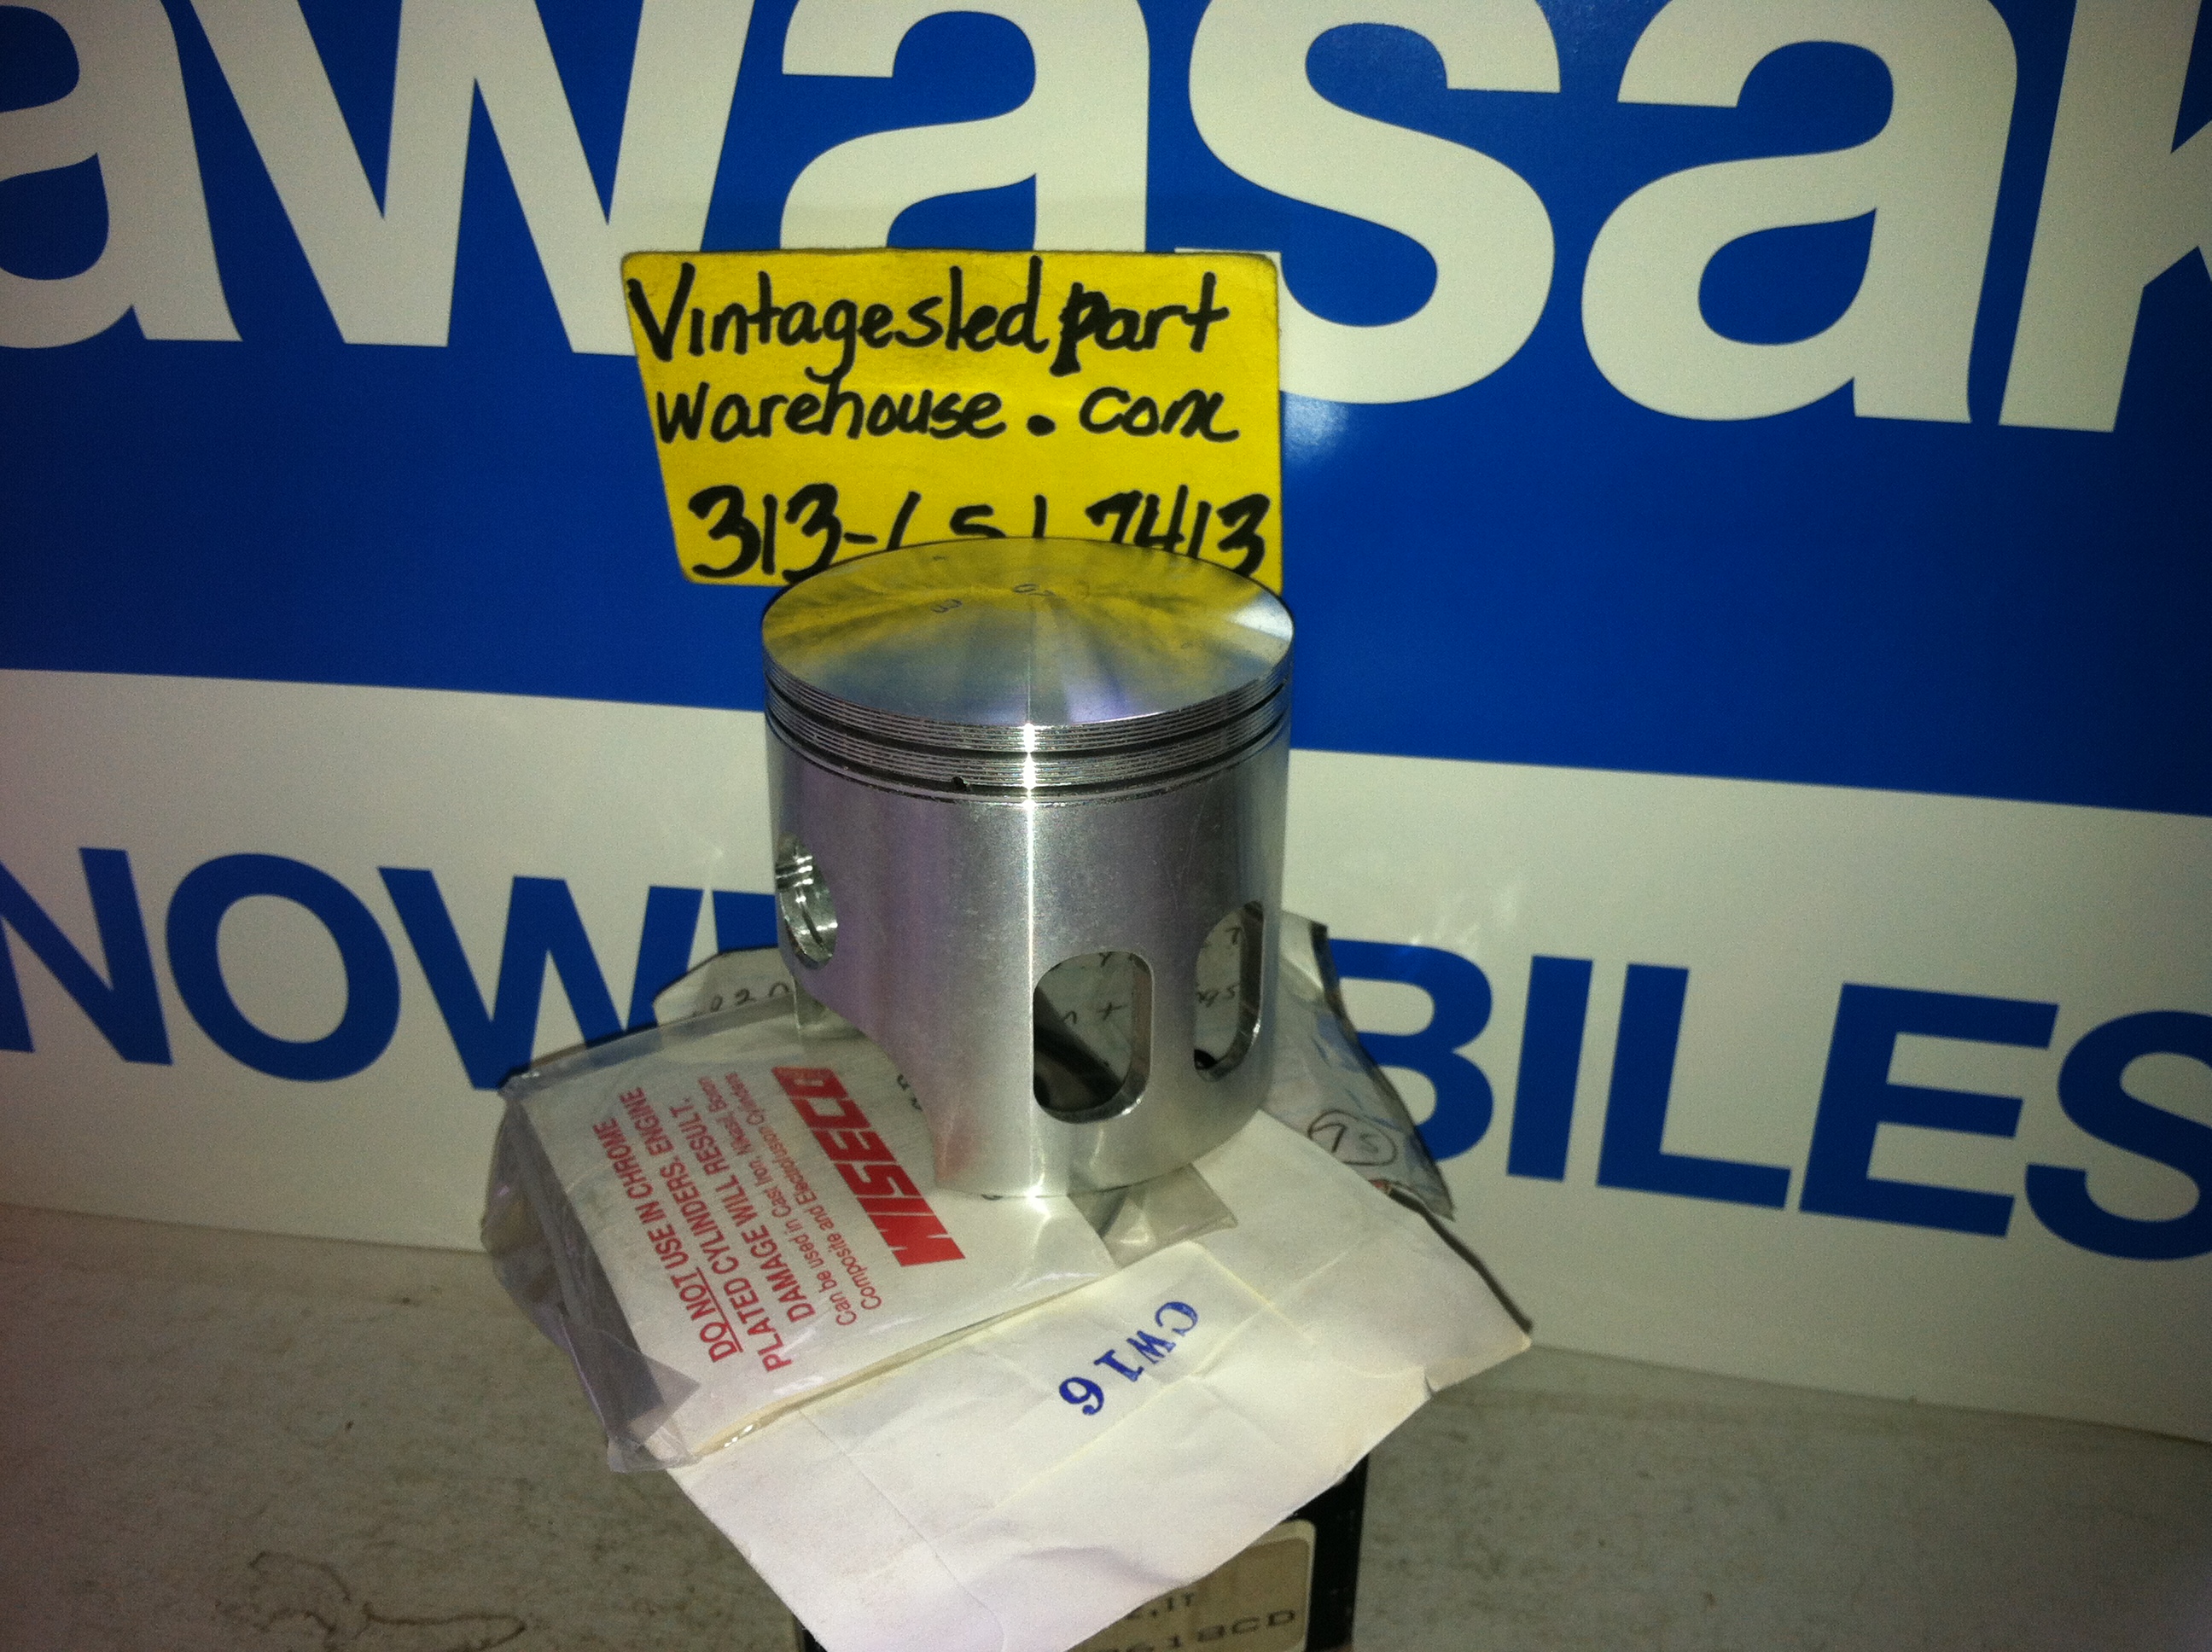 awasak
Vintagesledpart
warehouse.com
313-
7413
BILES
WISECO
DO NOT USE IN CHROME
PLATED CYLINDERS. ENGINE
DAMAGE WILL RESULT.
Can be used in Cast Iron, Nikasil, Boron
Composite and Electrofusion Cylinders
CW16